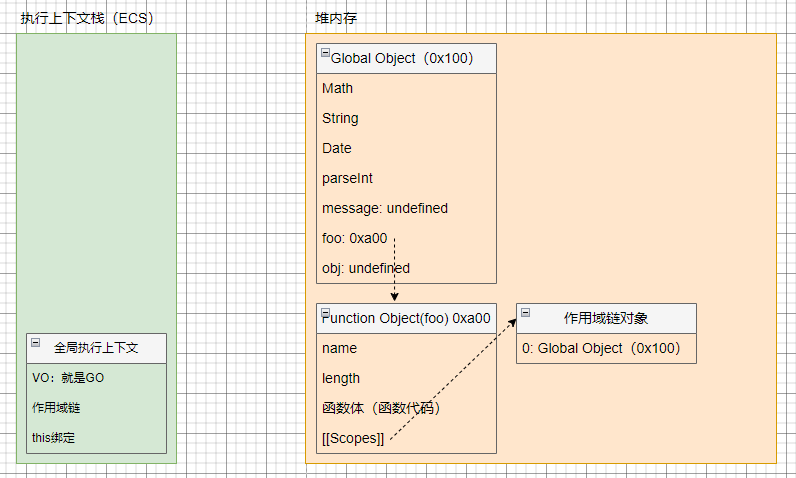 执行上下文栈（ECS）
全局执行上下文
VO：就是GO
作用域链
this绑定
堆内存
Global Object（0x100）
Math
String
Date
parseInt
message: undefined
foo: 0xa00
obj: undefined
Function Object(foo) 0xa00
name
length
函数体（函数代码）
[[Scopes]]
作用域链对象
0: Global Object（0x100）